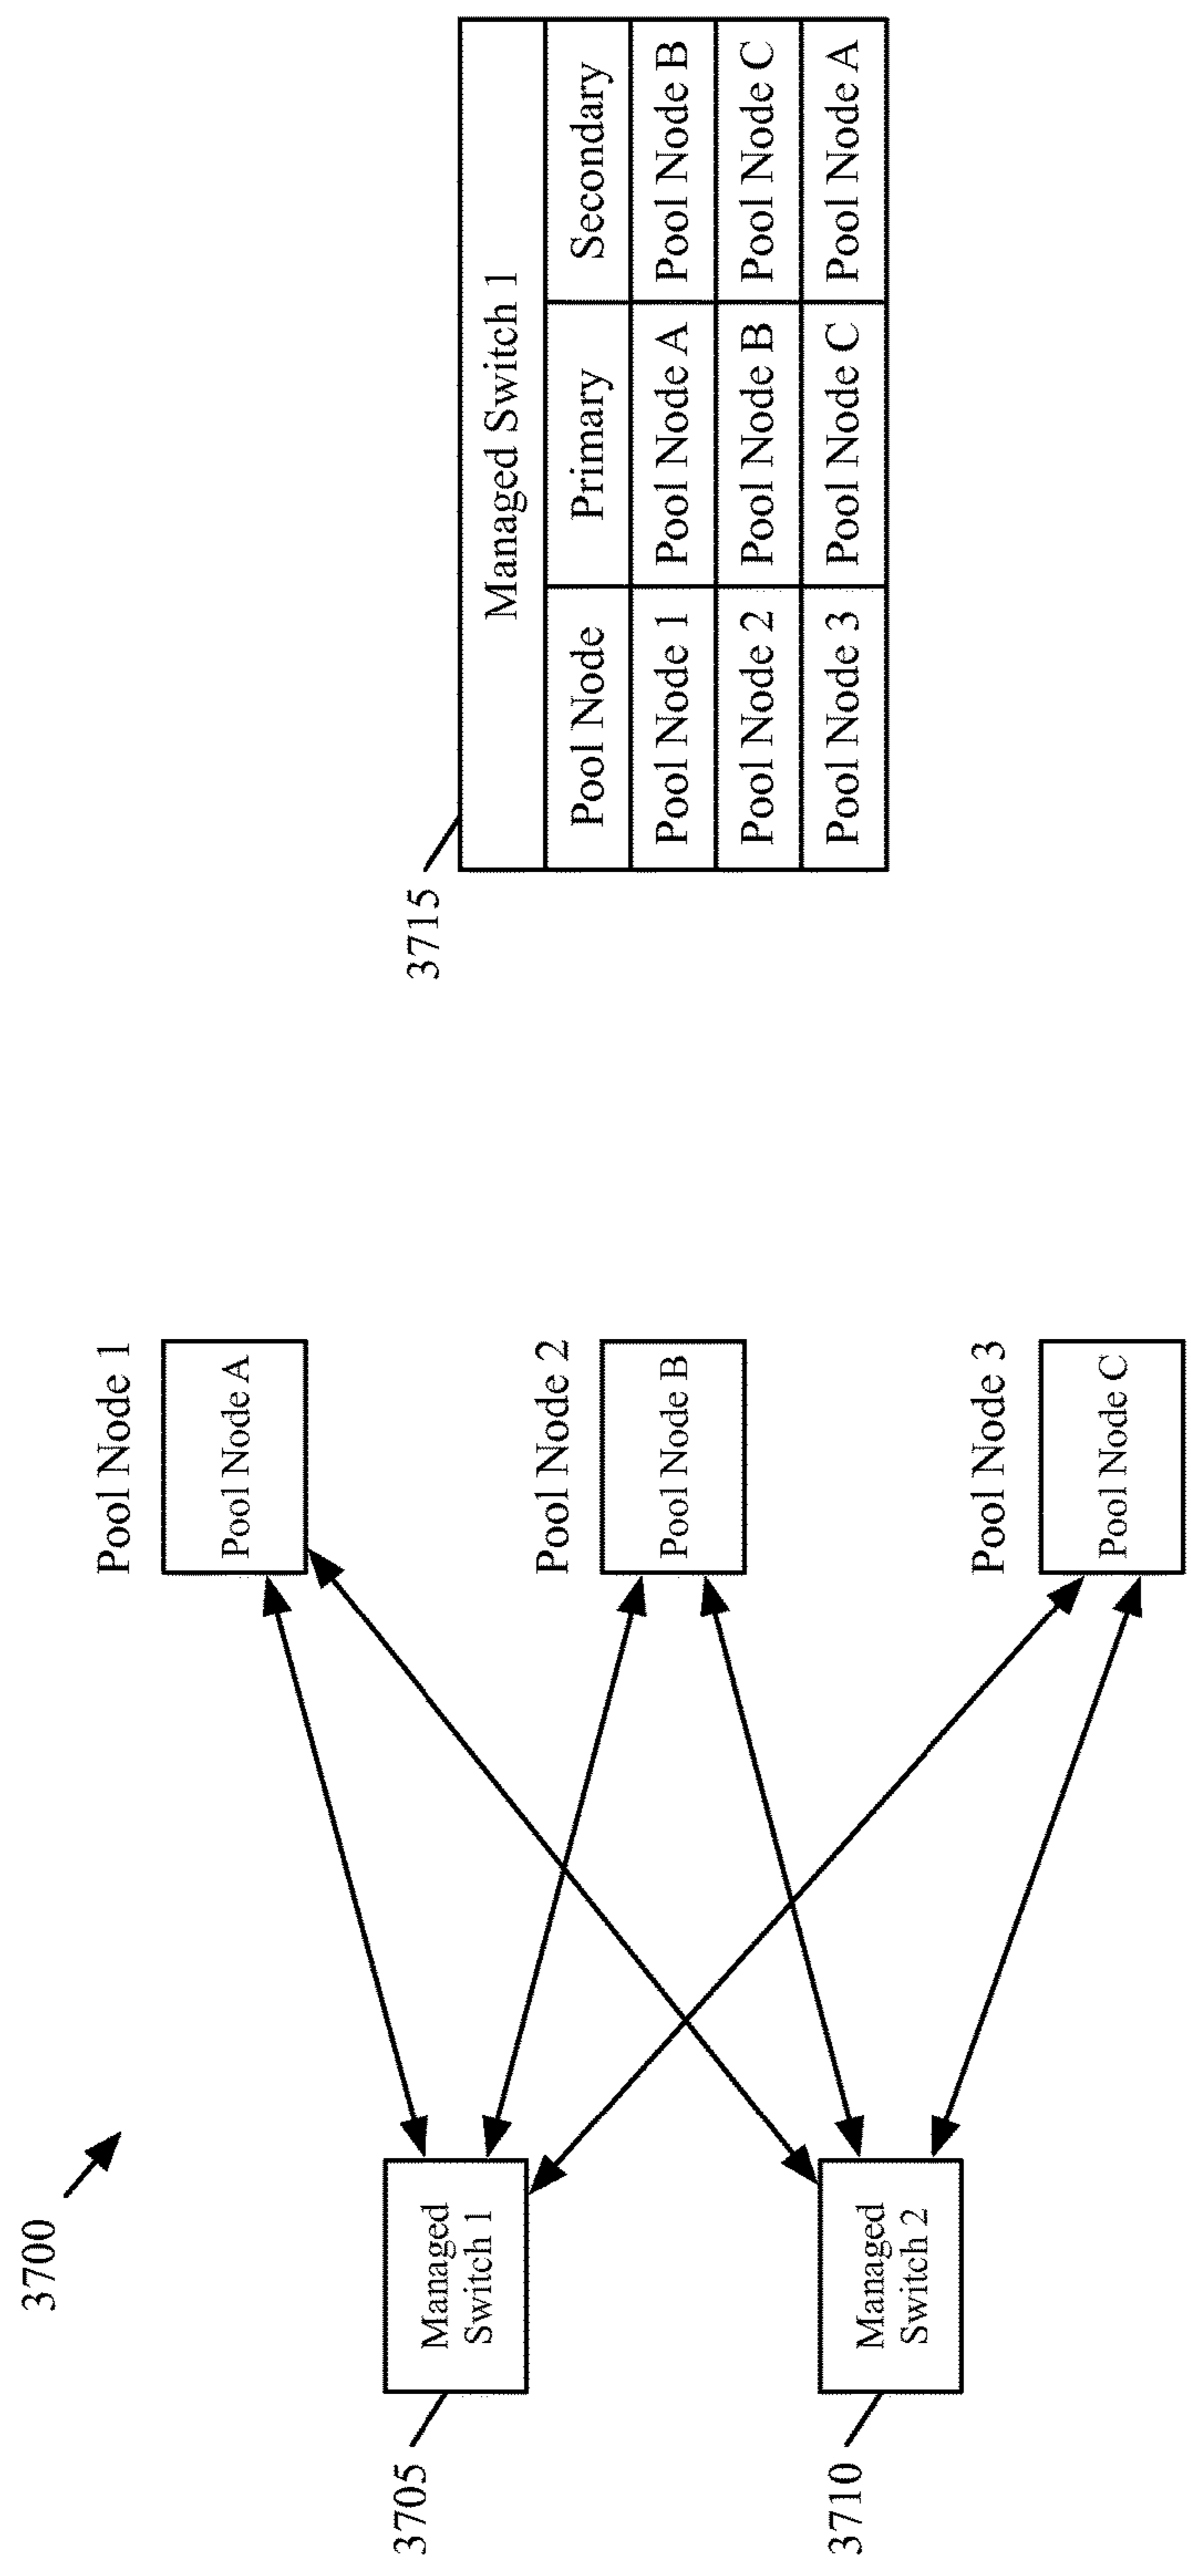 3700
Pool Node 1
Pool Node A
3705
Managed
Switch 1
Pool Node 2
Pool Node B
3710
Managed
Switch 2
Pool Node 3
Pool Node C
3715
Managed Switch 1
Pool Node Primary Secondary
Pool Node 1 Pool Node A Pool Node B
Pool Node 2 Pool Node B Pool Node C
Pool Node 3 Pool Node C Pool Node A